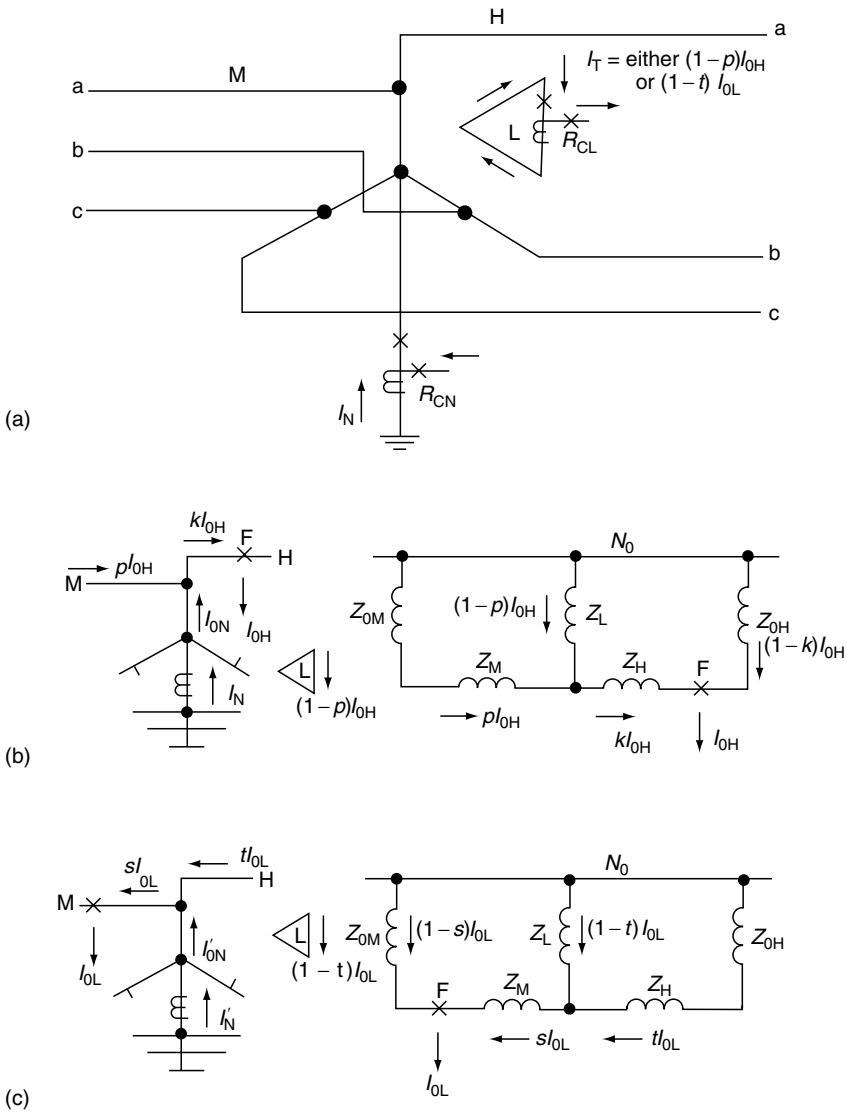 H
a
I_T = either (1-p)I_0H
or (1-t) I_0L
M
a
L
R_CL
b
c
b
c
I_N
R_CN
(a)
kI_0H
F
H
pI_0H
M
I_0N
I_0H
I_N
L
(1-p)I_0H
N_0
Z_0M
(1-p)I_0H
Z_L
Z_0H
(1-k)I_0H
Z_M
Z_H
F
pI_0H
kI_0H
I_0H
(b)
sI_0L
tI_0L
H
M
I_0L
I'_0N
I'_N
L
(1 - t)I_0L
N_0
Z_0M
(1-s)I_0L
Z_L
(1-t)I_0L
Z_0H
F
Z_M
Z_H
sI_0L
tI_0L
I_0L
(c)